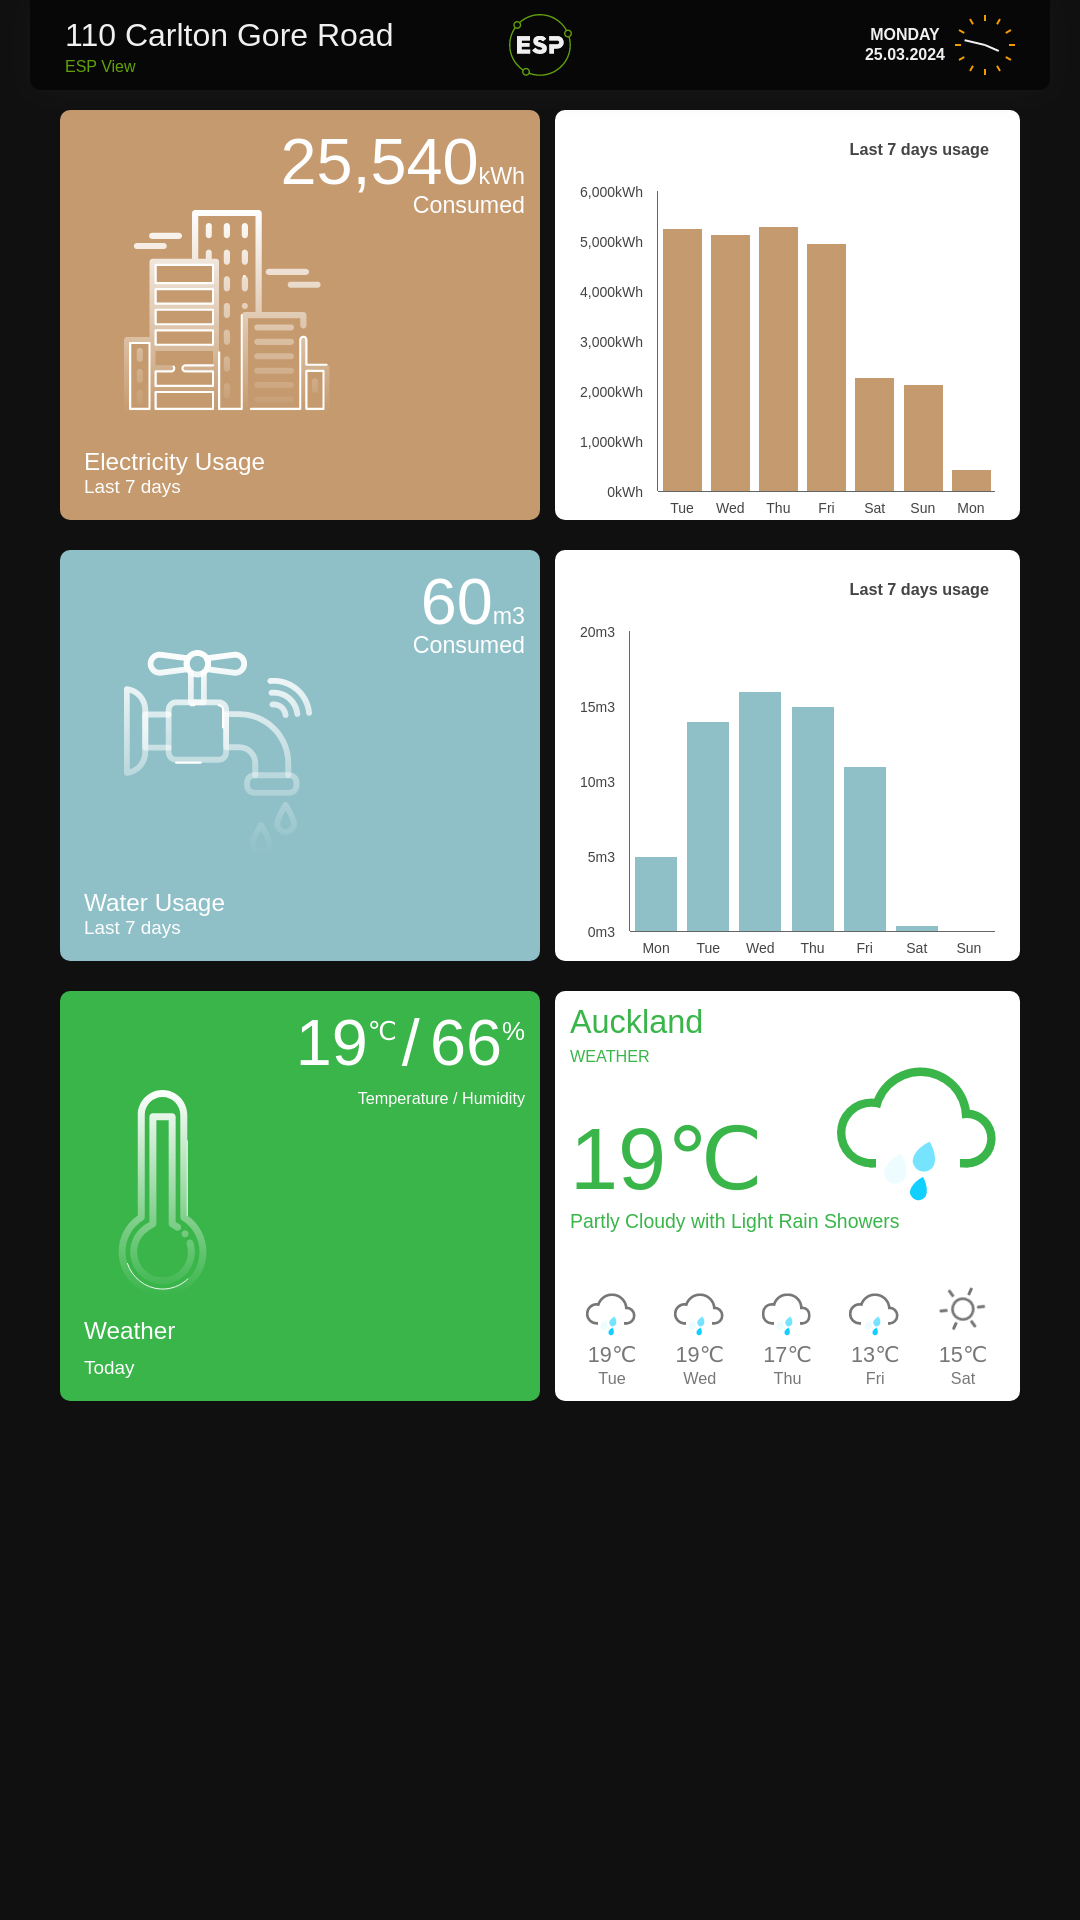 110 Carlton Gore Road
ESP View
ESP
MONDAY
25.03.2024
25,540kWh
Consumed
Electricity Usage
Last 7 days
Last 7 days usage
6,000kWh
5,000kWh
4,000kWh
3,000kWh
2,000kWh
1,000kWh
0kWh
Tue Wed Thu Fri Sat Sun Mon
60m3
Consumed
Water Usage
Last 7 days
Last 7 days usage
20m3
15m3
10m3
5m3
0m3
Mon Tue Wed Thu Fri Sat Sun
19℃ / 66%
Temperature / Humidity
Weather
Today
Auckland
WEATHER
19℃
Partly Cloudy with Light Rain Showers
19℃ 19℃ 17℃ 13℃ 15℃
Tue Wed Thu Fri Sat